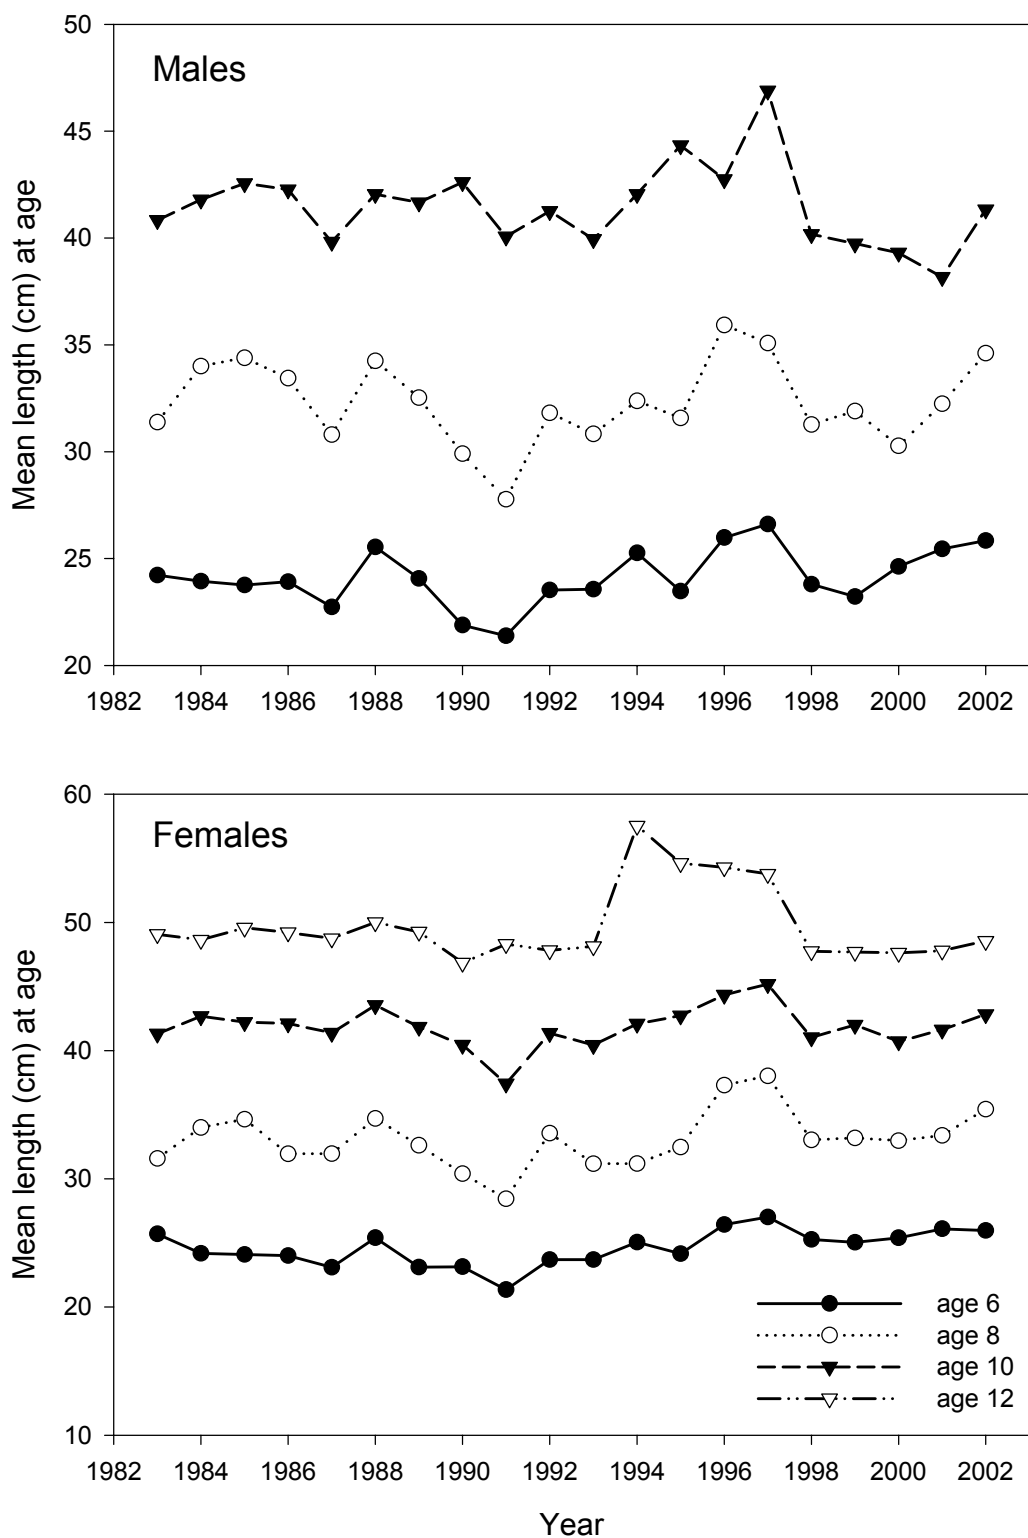 50
Males
45
40
35
30
25
20
Mean length (cm) at age
1982 1984 1986 1988 1990 1992 1994 1996 1998 2000 2002
60
Females
50
40
30
20
10
Mean length (cm) at age
age 6
age 8
age 10
age 12
1982 1984 1986 1988 1990 1992 1994 1996 1998 2000 2002
Year